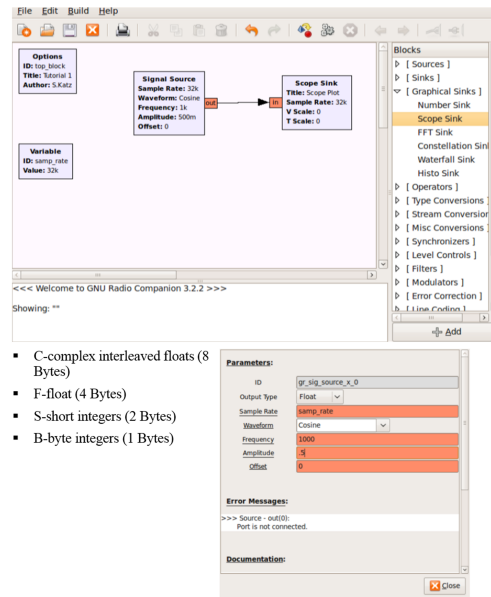 File Edit Build Help
Options
ID: top_block
Title: Tutorial 1
Author: S.Katz
Variable
ID: samp_rate
Value: 32k
Signal Source
Sample Rate: 32k
Waveform: Cosine
Frequency: 1k
Amplitude: 500m
Offset: 0
out
in
Scope Sink
Title: Scope Plot
Sample Rate: 32k
V Scale: 0
T Scale: 0
Blocks
[ Sources ]
[ Sinks ]
[ Graphical Sinks ]
Number Sink
Scope Sink
FFT Sink
Constellation Sin
Waterfall Sink
Histo Sink
[ Operators ]
[ Type Conversions ]
[ Stream Conversior
[ Misc Conversions ]
[ Synchronizers ]
[ Level Controls ]
[ Filters ]
[ Modulators ]
[ Error Correction ]
[ Line Coding ]
Add
<<< Welcome to GNU Radio Companion 3.2.2 >>>
Showing: ""
▪ C-complex interleaved floats (8
Bytes)
▪ F-float (4 Bytes)
▪ S-short integers (2 Bytes)
▪ B-byte integers (1 Bytes)
Parameters:
ID gr_sig_source_x_0
Output Type Float
Sample Rate samp_rate
Waveform Cosine
Frequency 1000
Amplitude .5
Offset 0
Error Messages:
>>> Source - out(0):
Port is not connected.
Documentation:
Close